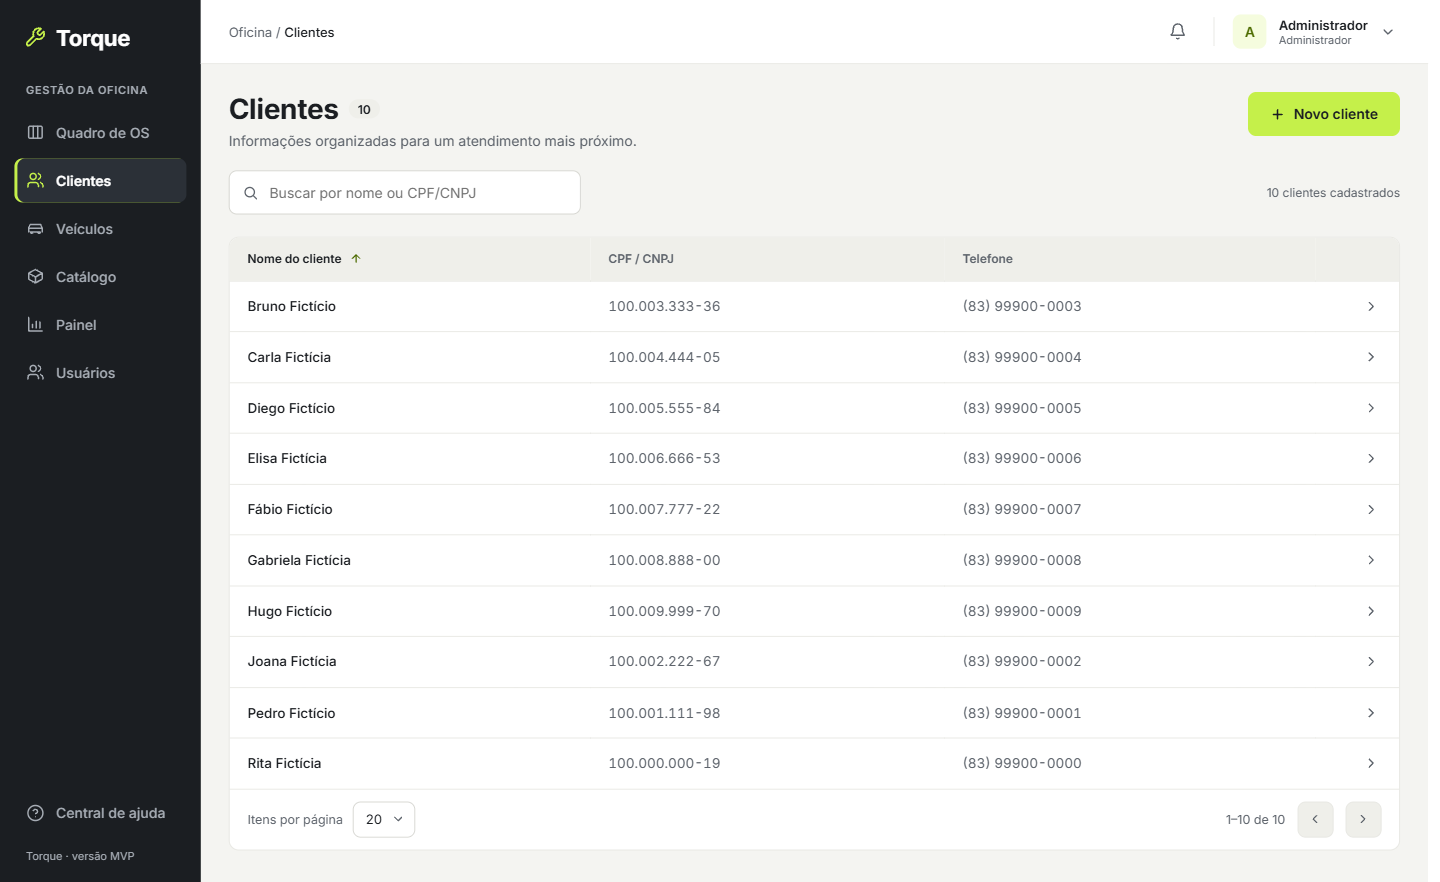 Torque
GESTÃO DA OFICINA
Quadro de OS
Clientes
Veículos
Catálogo
Painel
Usuários
Central de ajuda
Torque · versão MVP
Oficina / Clientes
A
Administrador
Administrador
Clientes 10
Informações organizadas para um atendimento mais próximo.
+ Novo cliente
Buscar por nome ou CPF/CNPJ
10 clientes cadastrados
Nome do cliente ↑ CPF / CNPJ Telefone
Bruno Fictício 100.003.333-36 (83) 99900-0003
Carla Fictícia 100.004.444-05 (83) 99900-0004
Diego Fictício 100.005.555-84 (83) 99900-0005
Elisa Fictícia 100.006.666-53 (83) 99900-0006
Fábio Fictício 100.007.777-22 (83) 99900-0007
Gabriela Fictícia 100.008.888-00 (83) 99900-0008
Hugo Fictício 100.009.999-70 (83) 99900-0009
Joana Fictícia 100.002.222-67 (83) 99900-0002
Pedro Fictício 100.001.111-98 (83) 99900-0001
Rita Fictícia 100.000.000-19 (83) 99900-0000
Itens por página 20 1–10 de 10